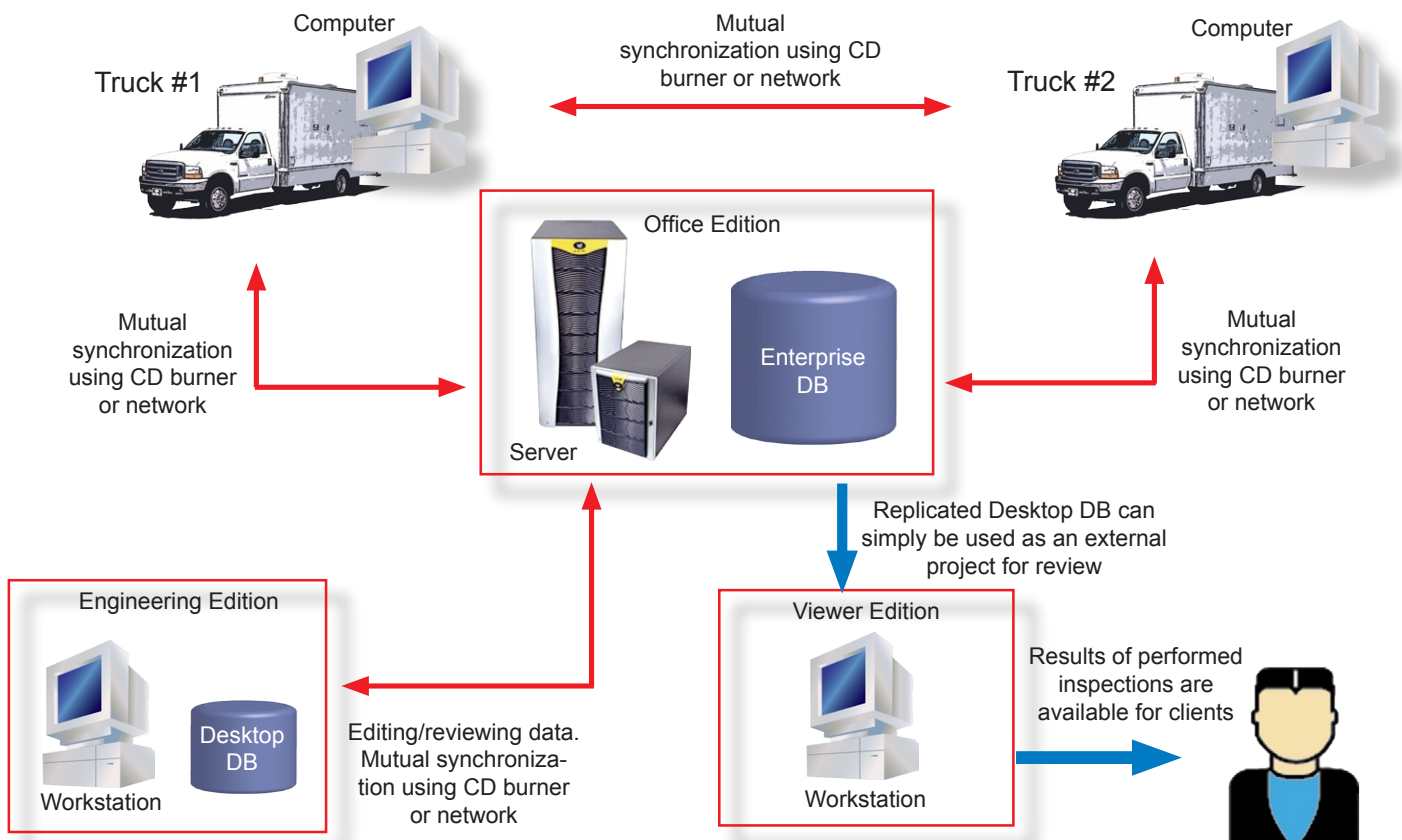 Computer
Truck #1
Mutual
synchronization using CD
burner or network
Computer
Truck #2
Office Edition
Enterprise
DB
Server
Mutual
synchronization
using CD burner
or network
Mutual
synchronization
using CD burner
or network
Replicated Desktop DB can
simply be used as an external
project for review
Engineering Edition
Desktop
DB
Workstation
Editing/reviewing data.
Mutual synchroniza-
tion using CD burner
or network
Viewer Edition
Workstation
Results of performed
inspections are
available for clients